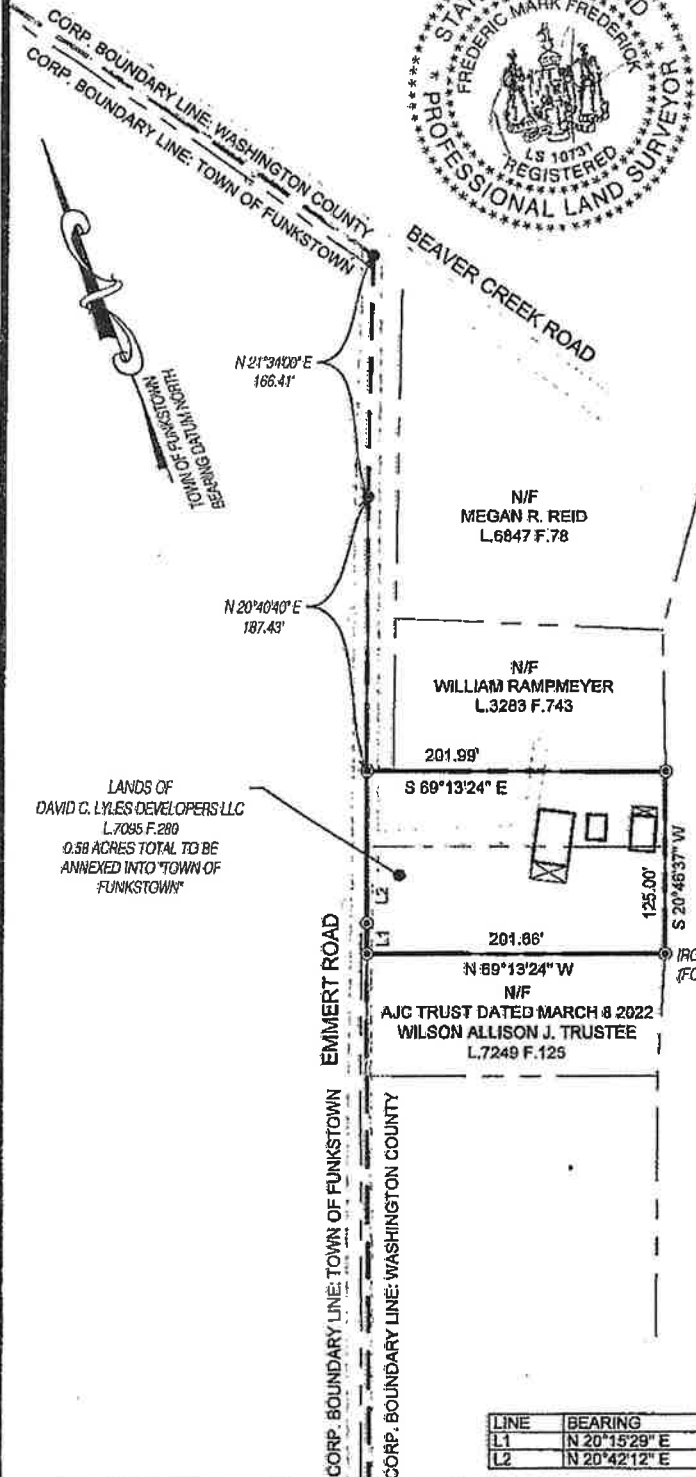 FREDERIC MARK FREDERICK
LS 10731
REGISTERED
* PROFESSIONAL LAND SURVEYOR *
CORP. BOUNDARY LINE: WASHINGTON COUNTY
CORP. BOUNDARY LINE: TOWN OF FUNKSTOWN
BEAVER CREEK ROAD
TOWN OF FUNKSTOWN
BEARING DATUM NORTH
N 21°34'00" E
166.41'
N/F
MEGAN R. REID
L.6847 F.78
N 20°40'40" E
187.43'
N/F
WILLIAM RAMPMEYER
L.3283 F.743
201.99'
S 69°13'24" E
LANDS OF
DAVID C. LYLES DEVELOPERS LLC
L.7095 F.280
0.58 ACRES TOTAL TO BE
ANNEXED INTO "TOWN OF
FUNKSTOWN"
L2
L1
125.00'
S 20°46'37" W
201.66'
N 69°13'24" W
N/F
AJC TRUST DATED MARCH 8 2022
WILSON ALLISON J. TRUSTEE
L.7249 F.125
EMMERT ROAD
CORP. BOUNDARY LINE: TOWN OF FUNKSTOWN
CORP. BOUNDARY LINE: WASHINGTON COUNTY
LINE BEARING
L1 N 20°15'29" E
L2 N 20°42'12" E